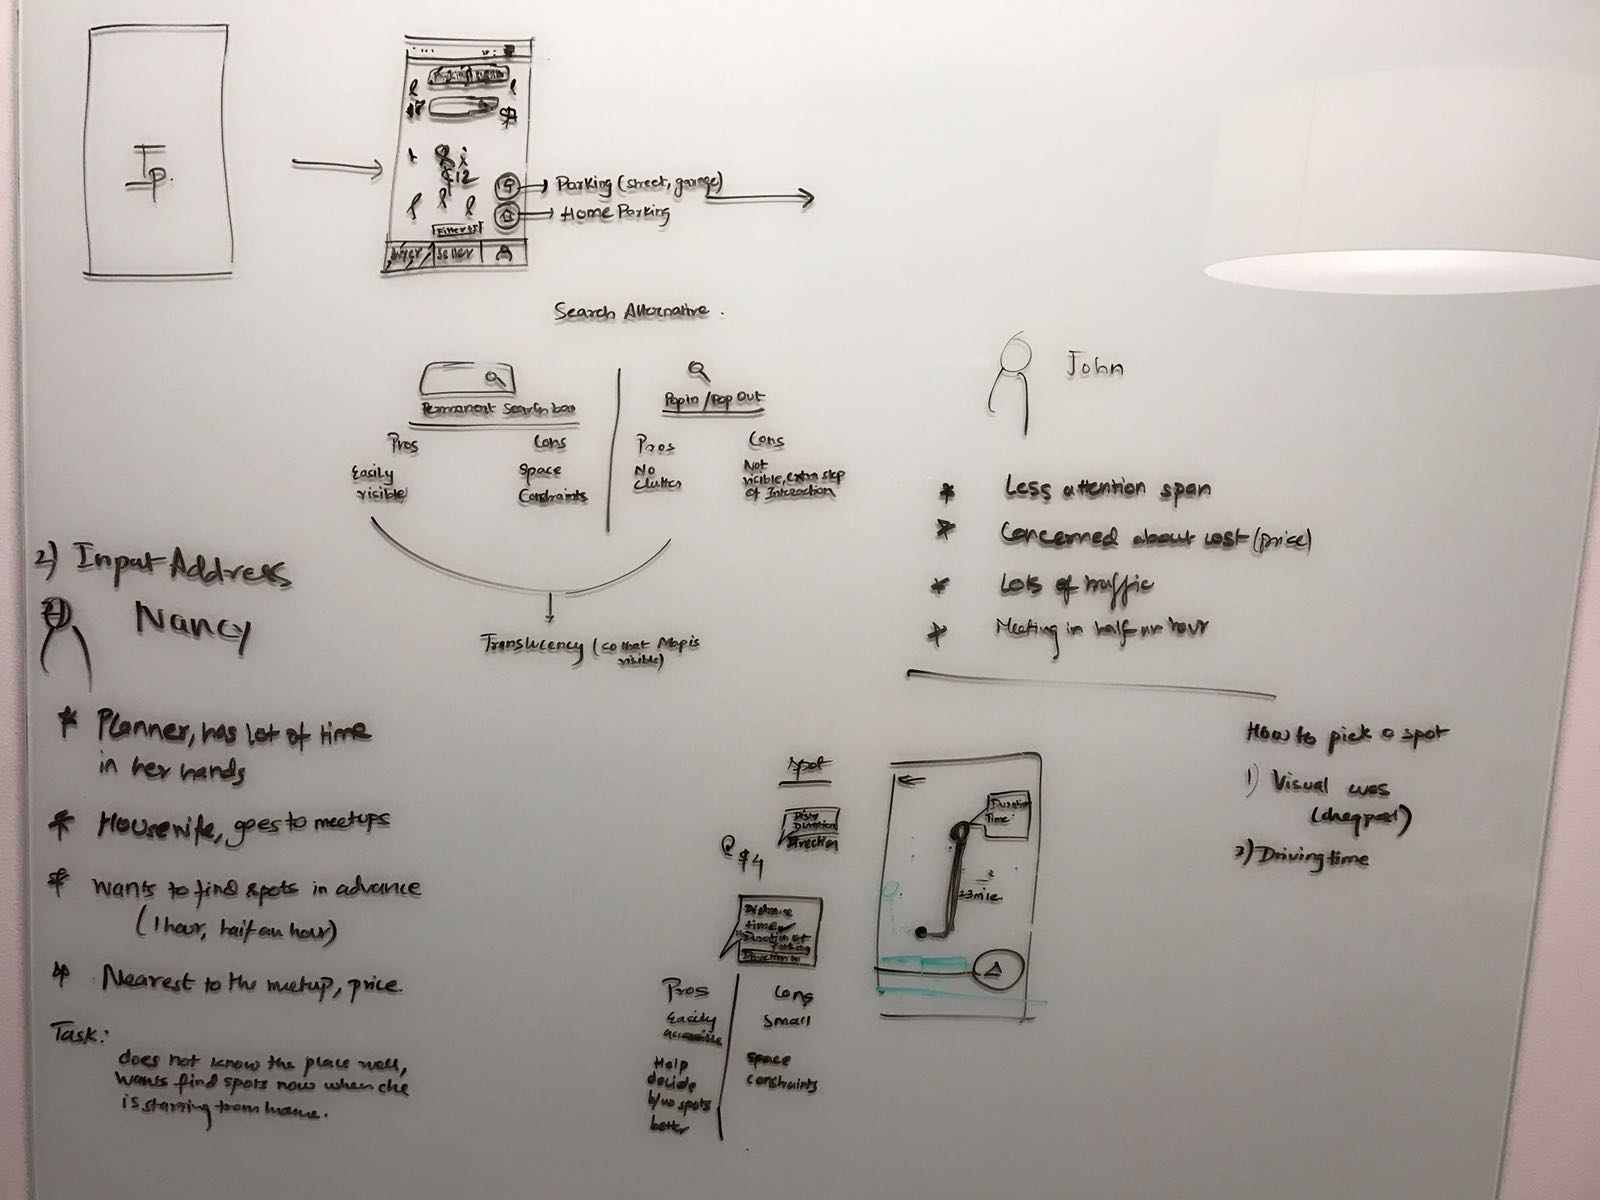 Ip.
$12
Filters
buyer seller
Parking (street, garage)
Home Parking
Search Alternative.
Permanent Search bar
Pros
Cons
Easily
visible
Space
Constraints
Pop in / Pop Out
Pros
Cons
No
Clutter
Not
visible, extra step
of Interaction
Translucency (so that Map is
visible)
John
* Less attention span
* Concerned about cost (price)
* Lots of traffic
* Meeting in half an hour
2) Input Address
Nancy
* Planner, has lot of time
in her hands
* Housewife, goes to meetups
* wants to find spots in advance
(1 hour, half an hour)
* Nearest to the meetup, price.
Task:
does not know the place well,
wants find spots now when she
is starting from home.
spot
Duration
Direction
$4
Distance
time
Duration of
Parking
Direction
Pros
Cons
Easily
accessible
Small
Help
decide
b/w spots
better
space
constraints
Duration
Time
How to pick a spot
1) Visual cues
2) Driving time